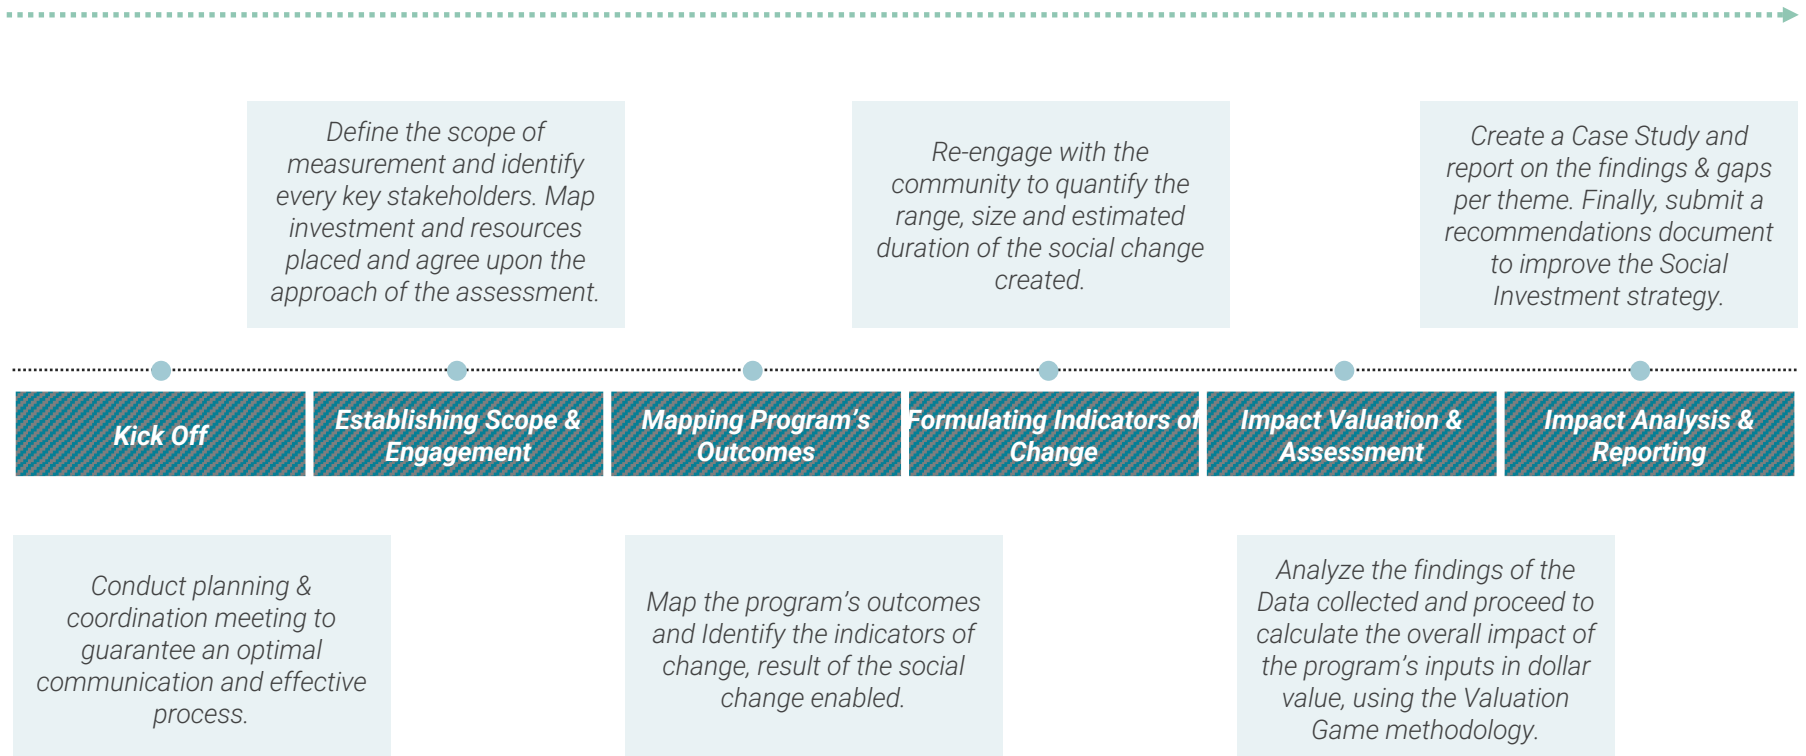 Define the scope of
measurement and identify
every key stakeholders. Map
investment and resources
placed and agree upon the
approach of the assessment.
Re-engage with the
community to quantify the
range, size and estimated
duration of the social change
created.
Create a Case Study and
report on the findings & gaps
per theme. Finally, submit a
recommendations document
to improve the Social
Investment strategy.
Kick Off
Establishing Scope &
Engagement
Mapping Program’s
Outcomes
Formulating Indicators of
Change
Impact Valuation &
Assessment
Impact Analysis &
Reporting
Conduct planning &
coordination meeting to
guarantee an optimal
communication and effective
process.
Map the program’s outcomes
and Identify the indicators of
change, result of the social
change enabled.
Analyze the findings of the
Data collected and proceed to
calculate the overall impact of
the program’s inputs in dollar
value, using the Valuation
Game methodology.